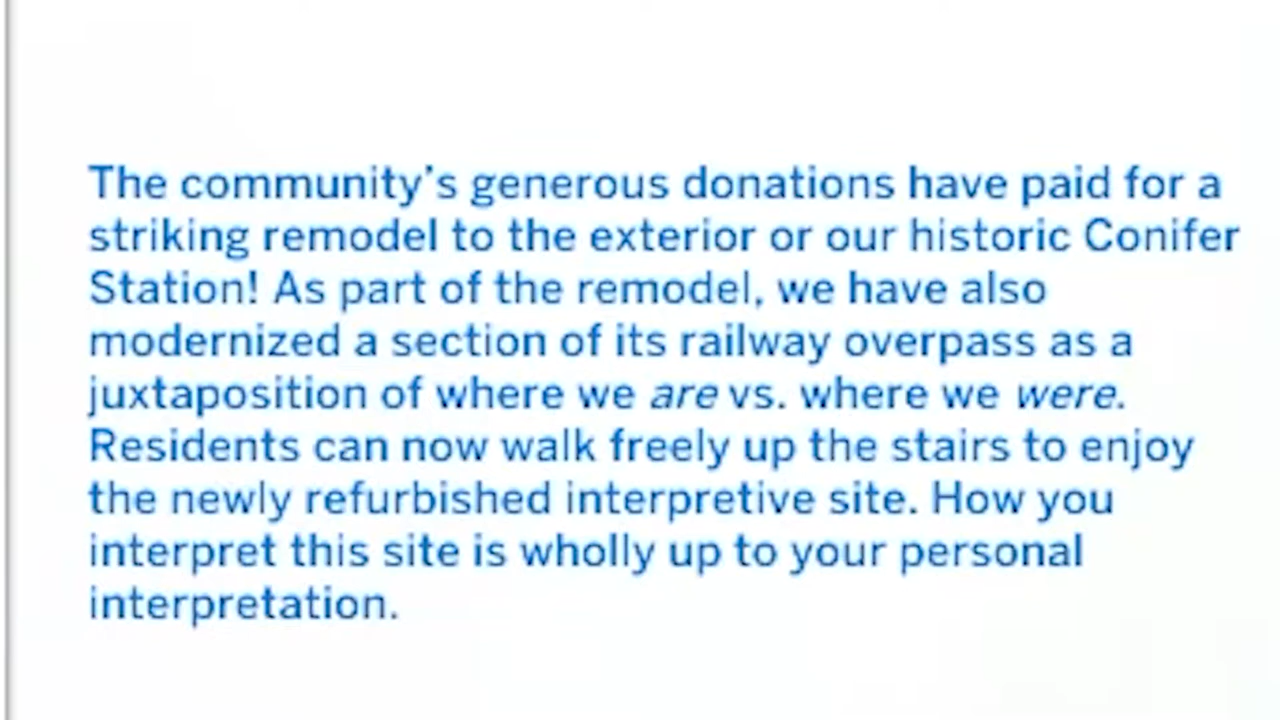 The community's generous donations have paid for a
striking remodel to the exterior or our historic Conifer
Station! As part of the remodel, we have also
modernized a section of its railway overpass as a
juxtaposition of where we are vs. where we were.
Residents can now walk freely up the stairs to enjoy
the newly refurbished interpretive site. How you
interpret this site is wholly up to your personal
interpretation.